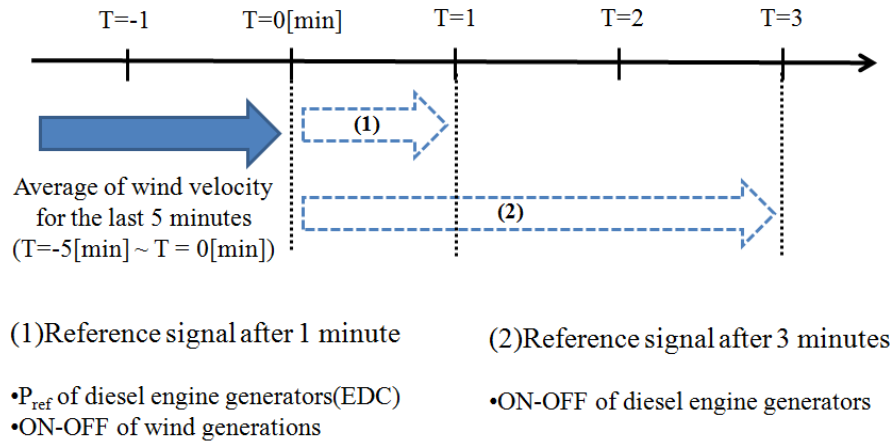 T=-1 T=0[min] T=1 T=2 T=3
(1)
Average of wind velocity
for the last 5 minutes
(T=-5[min] ~ T = 0[min])
(2)
(1)Reference signal after 1 minute
•P_ref of diesel engine generators(EDC)
•ON-OFF of wind generations
(2)Reference signal after 3 minutes
•ON-OFF of diesel engine generators